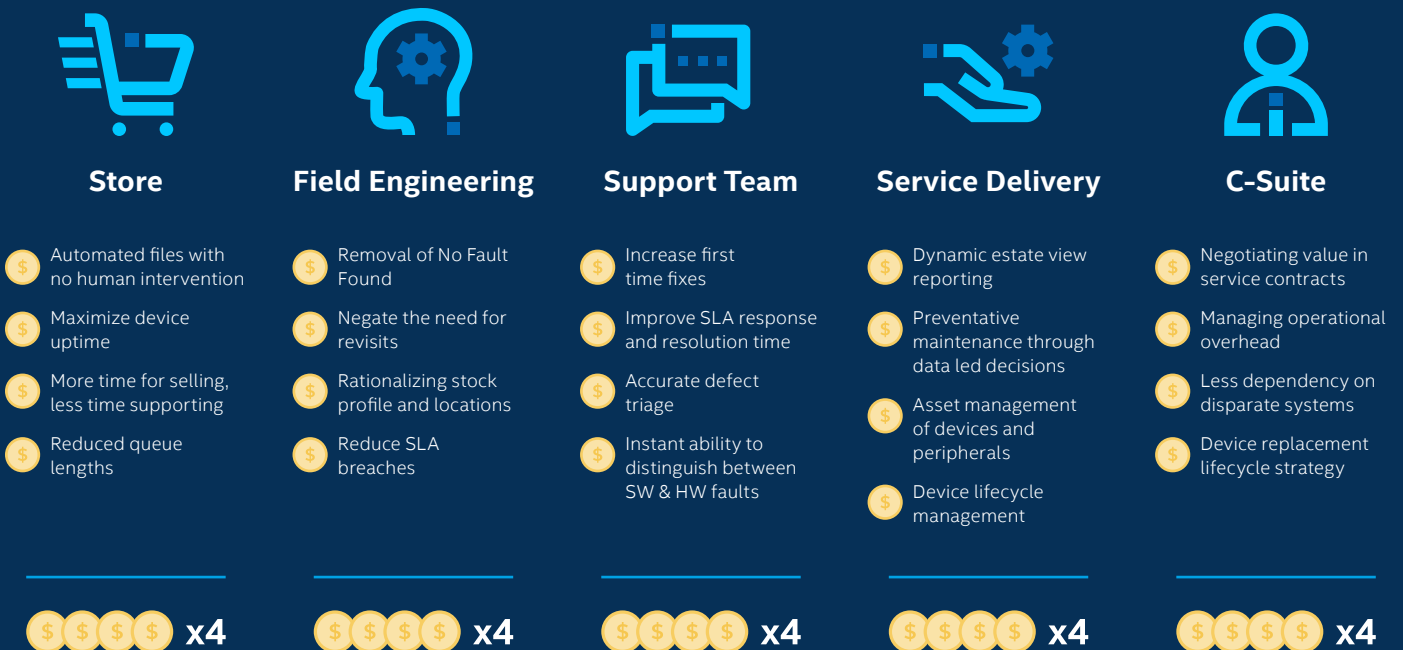 Store
Automated files with
no human intervention
Maximize device
uptime
More time for selling,
less time supporting
Reduced queue
lengths
x4
Field Engineering
Removal of No Fault
Found
Negate the need for
revisits
Rationalizing stock
profile and locations
Reduce SLA
breaches
x4
Support Team
Increase first
time fixes
Improve SLA response
and resolution time
Accurate defect
triage
Instant ability to
distinguish between
SW & HW faults
x4
Service Delivery
Dynamic estate view
reporting
Preventative
maintenance through
data led decisions
Asset management
of devices and
peripherals
Device lifecycle
management
x4
C-Suite
Negotiating value in
service contracts
Managing operational
overhead
Less dependency on
disparate systems
Device replacement
lifecycle strategy
x4